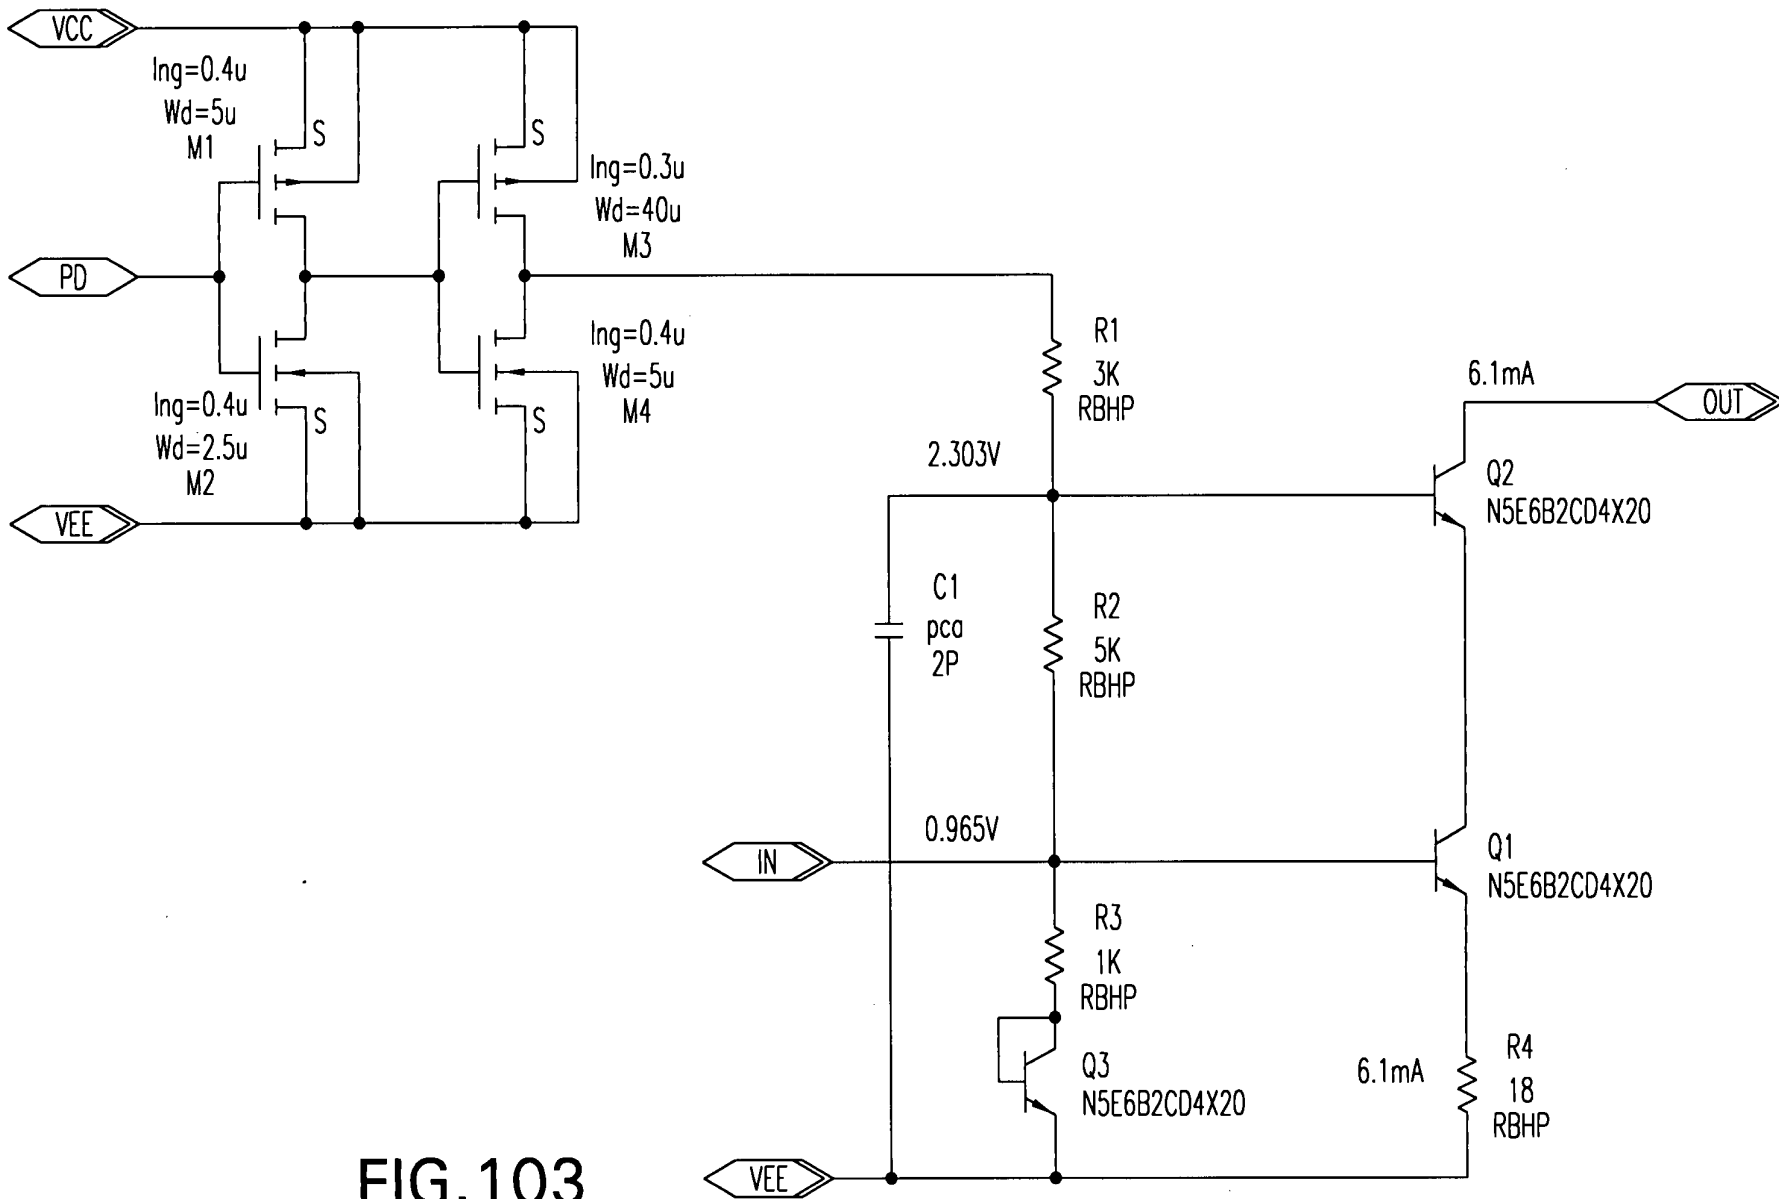 VCC
lng=0.4u
Wd=5u
M1
S
S
lng=0.3u
Wd=40u
M3
PD
lng=0.4u
Wd=5u
M4
lng=0.4u
Wd=2.5u
M2
S
S
VEE
R1
3K
RBHP
6.1mA
OUT
2.303V
Q2
N5E6B2CD4X20
C1
pca
2P
R2
5K
RBHP
0.965V
IN
Q1
N5E6B2CD4X20
R3
1K
RBHP
Q3
N5E6B2CD4X20
6.1mA
R4
18
RBHP
VEE
FIG.103